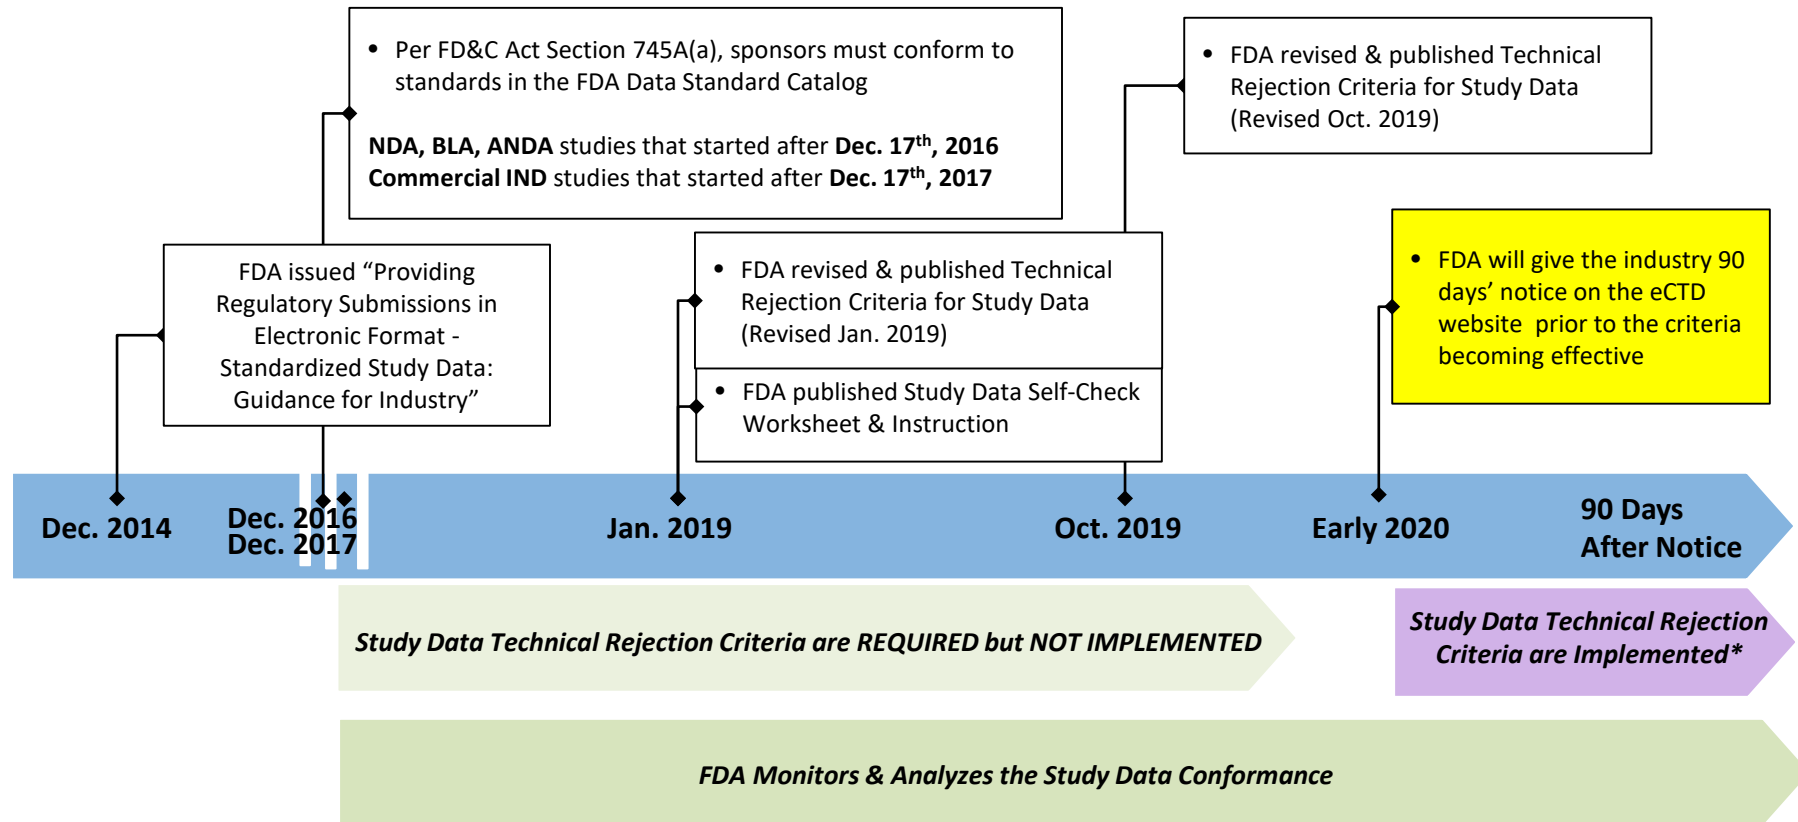 • Per FD&C Act Section 745A(a), sponsors must conform to
standards in the FDA Data Standard Catalog
NDA, BLA, ANDA studies that started after Dec. 17th, 2016
Commercial IND studies that started after Dec. 17th, 2017
• FDA revised & published Technical
Rejection Criteria for Study Data
(Revised Oct. 2019)
FDA issued “Providing
Regulatory Submissions in
Electronic Format -
Standardized Study Data:
Guidance for Industry”
• FDA revised & published Technical
Rejection Criteria for Study Data
(Revised Jan. 2019)
• FDA published Study Data Self-Check
Worksheet & Instruction
• FDA will give the industry 90
days’ notice on the eCTD
website prior to the criteria
becoming effective
Dec. 2014
Dec. 2016
Dec. 2017
Jan. 2019
Oct. 2019
Early 2020
90 Days
After Notice
Study Data Technical Rejection Criteria are REQUIRED but NOT IMPLEMENTED
Study Data Technical Rejection
Criteria are Implemented*
FDA Monitors & Analyzes the Study Data Conformance